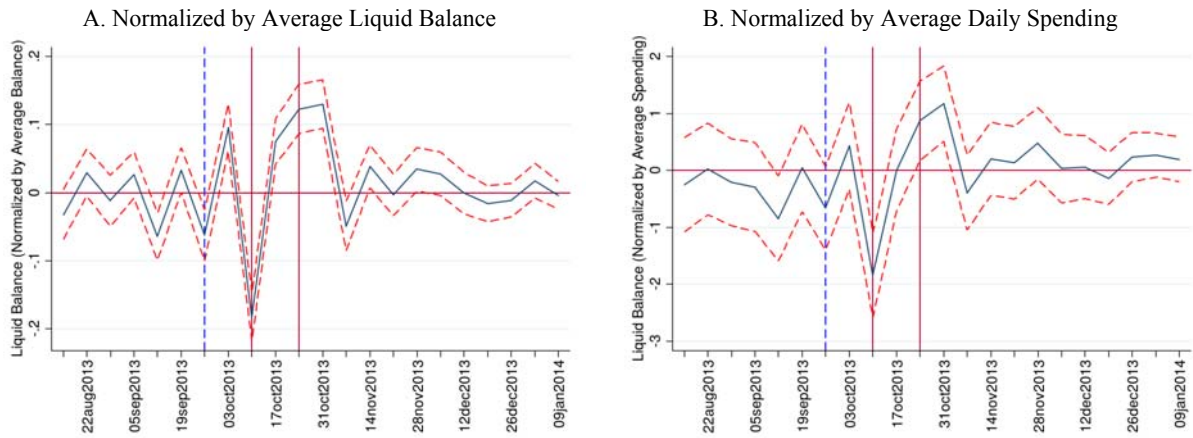 A. Normalized by Average Liquid Balance
Liquid Balance (Normalized by Average Balance)
.2
.1
0
-.1
-.2
22aug2013
05sep2013
19sep2013
03oct2013
17oct2013
31oct2013
14nov2013
28nov2013
12dec2013
26dec2013
09jan2014
B. Normalized by Average Daily Spending
Liquid Balance (Normalized by Average Spending)
2
1
0
-1
-2
-3
22aug2013
05sep2013
19sep2013
03oct2013
17oct2013
31oct2013
14nov2013
28nov2013
12dec2013
26dec2013
09jan2014